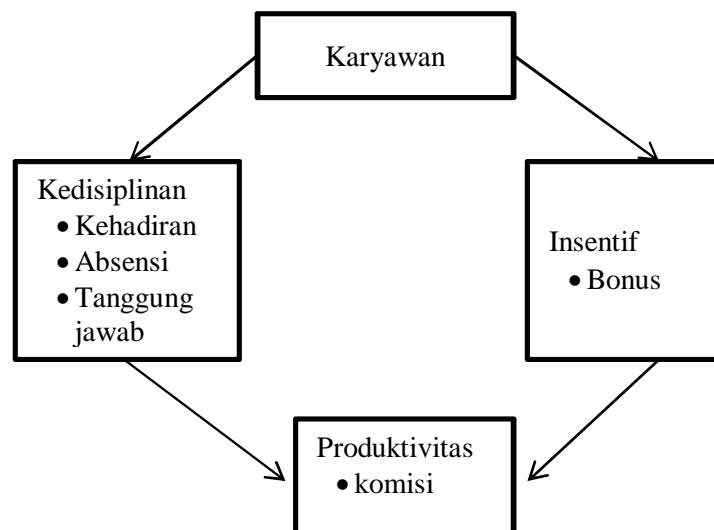 Karyawan
Kedisiplinan
• Kehadiran
• Absensi
• Tanggung
jawab
Insentif
• Bonus
Produktivitas
• komisi